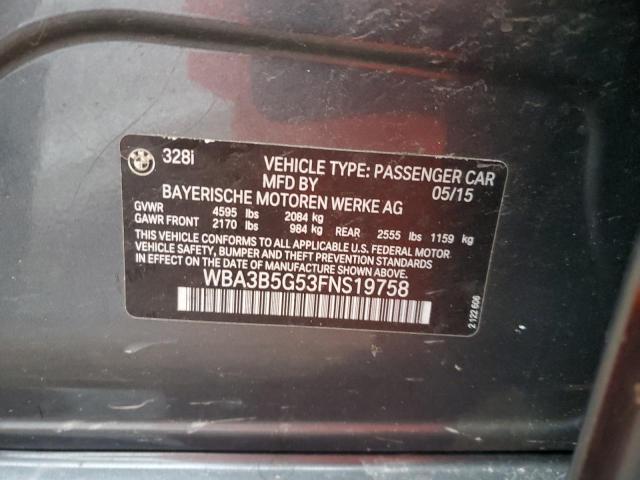 BMW 328i VEHICLE TYPE: PASSENGER CAR
MFD BY 05/15
BAYERISCHE MOTOREN WERKE AG
GVWR 4595 lbs 2084 kg
GAWR FRONT 2170 lbs 984 kg REAR 2555 lbs 1159 kg
THIS VEHICLE CONFORMS TO ALL APPLICABLE U.S. FEDERAL MOTOR
VEHICLE SAFETY, BUMPER AND THEFT PREVENTION STANDARDS
IN EFFECT ON THE DATE OF MANUFACTURE SHOWN ABOVE.
WBA3B5G53FNS19758
2 122 606